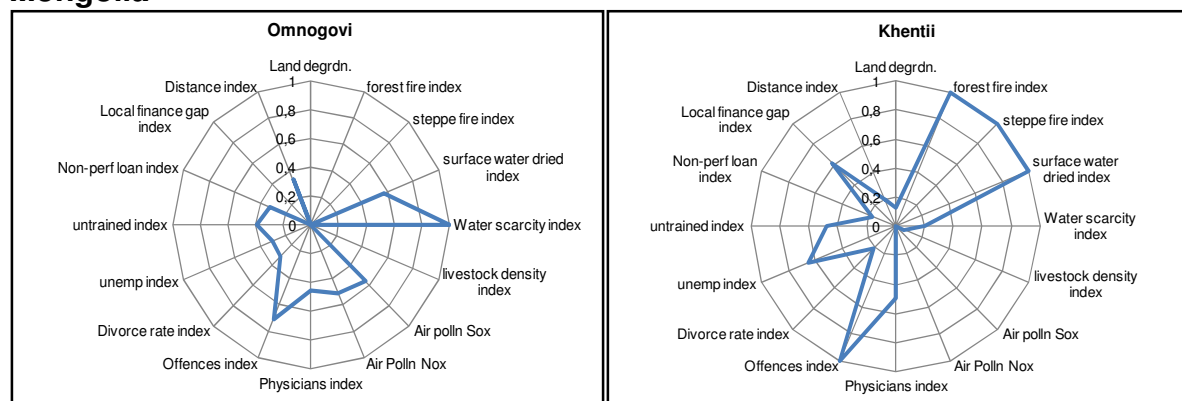 Mongolia
Omnogovi
Land degrdn.
forest fire index
steppe fire index
surface water dried
index
Water scarcity index
livestock density
index
Air polln Sox
Air Polln Nox
Physicians index
Offences index
Divorce rate index
unemp index
untrained index
Non-perf loan index
Local finance gap
index
Distance index
1
0,8
0,6
0,4
0,2
0
Khentii
Land degrdn.
forest fire index
steppe fire index
surface water
dried index
Water scarcity
index
livestock density
index
Air polln Sox
Air Polln Nox
Physicians index
Offences index
Divorce rate index
unemp index
untrained index
Non-perf loan
index
Local finance gap
index
Distance index
1
0,8
0,6
0,4
0,2
0